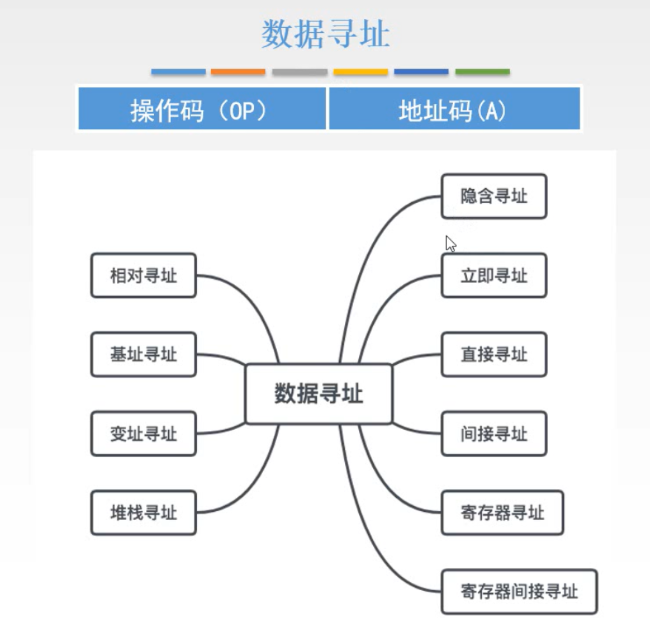 数据寻址
操作码（OP）
地址码(A)
隐含寻址
立即寻址
直接寻址
间接寻址
寄存器寻址
寄存器间接寻址
数据寻址
相对寻址
基址寻址
变址寻址
堆栈寻址